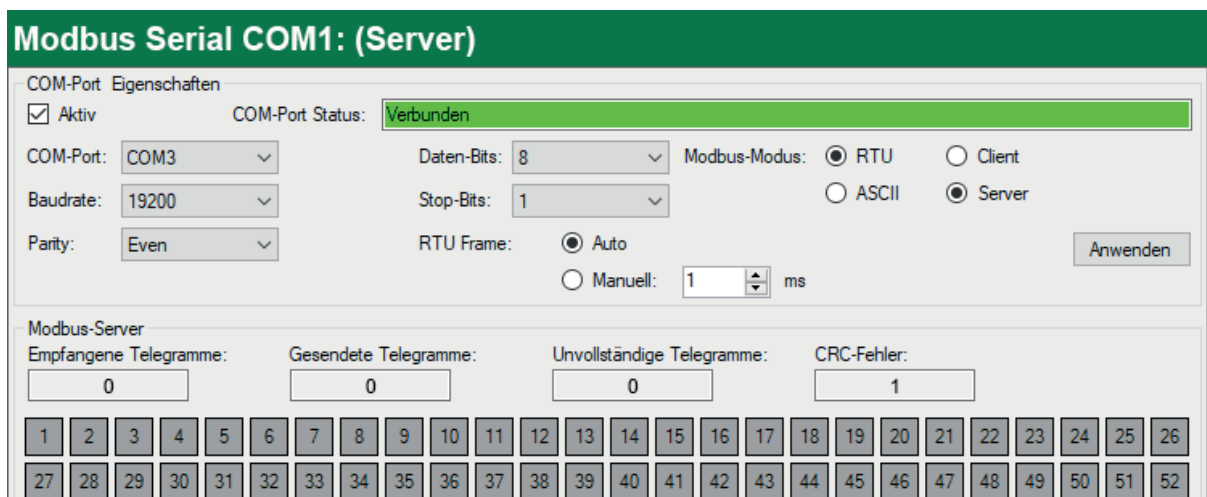 Modbus Serial COM1: (Server)
COM-Port Eigenschaften
Aktiv COM-Port Status: Verbunden
COM-Port: COM3 Daten-Bits: 8 Modbus-Modus: RTU Client
Baudrate: 19200 Stop-Bits: 1 ASCII Server
Parity: Even RTU Frame: Auto Anwenden
Manuell: 1 ms
Modbus-Server
Empfangene Telegramme: Gesendete Telegramme: Unvollständige Telegramme: CRC-Fehler:
0 0 0 1
1 2 3 4 5 6 7 8 9 10 11 12 13 14 15 16 17 18 19 20 21 22 23 24 25 26
27 28 29 30 31 32 33 34 35 36 37 38 39 40 41 42 43 44 45 46 47 48 49 50 51 52